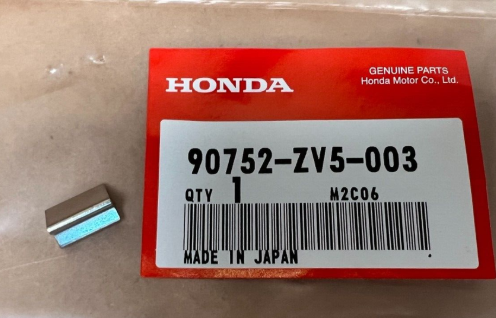 HONDA
GENUINE PARTS
Honda Motor Co., Ltd.
90752-ZV5-003
QTY 1 M2C06
MADE IN JAPAN